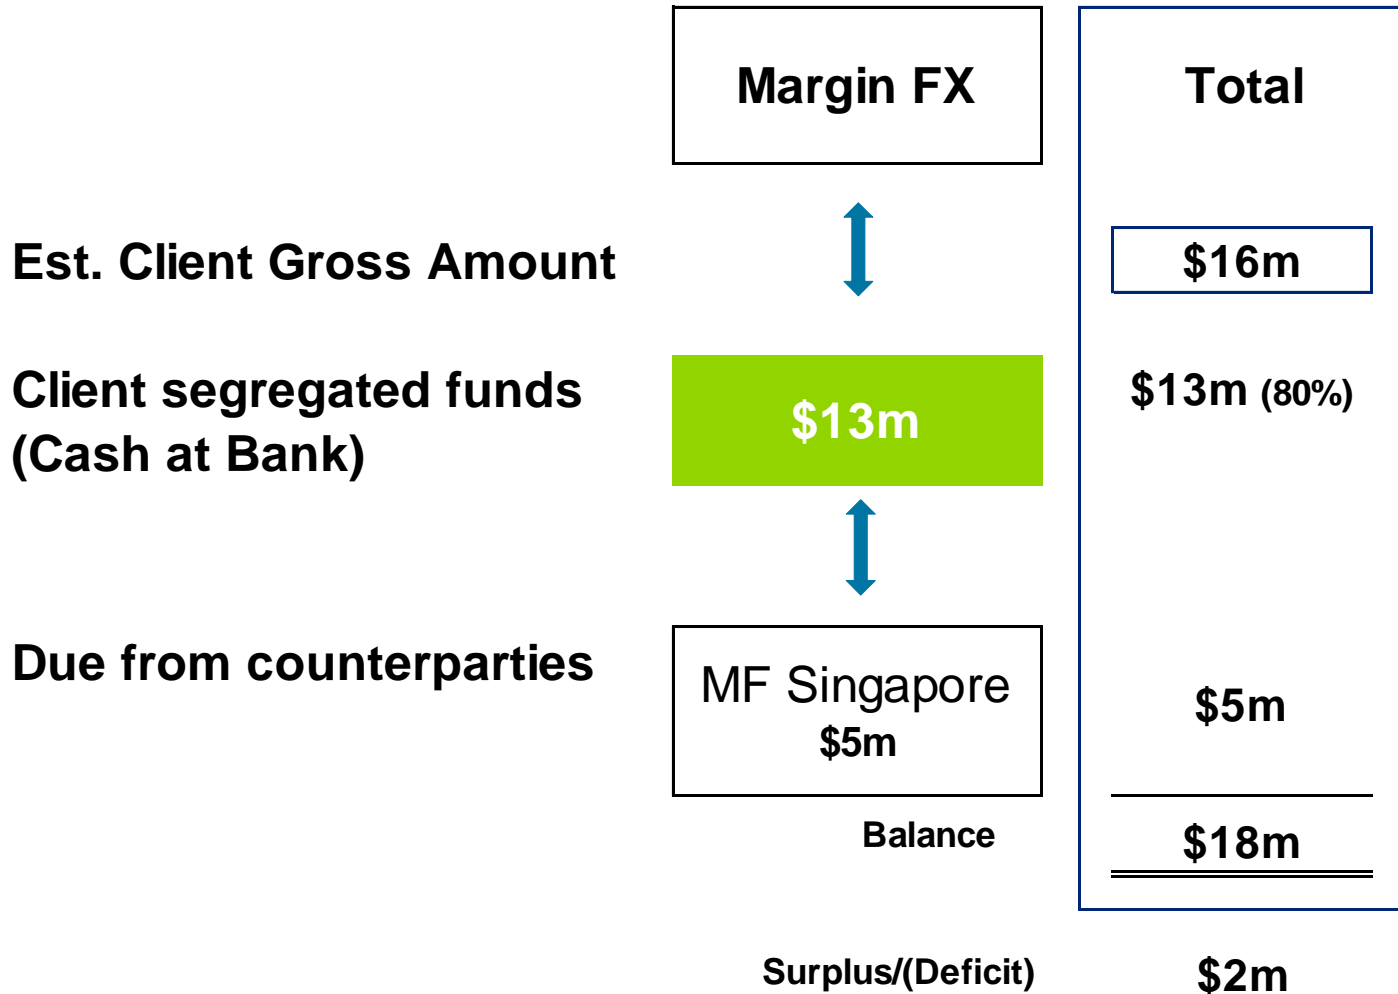 Margin FX Total
Est. Client Gross Amount $16m
Client segregated funds $13m (80%)
(Cash at Bank) $13m
Due from counterparties
MF Singapore $5m
$5m
Balance $18m
Surplus/(Deficit) $2m